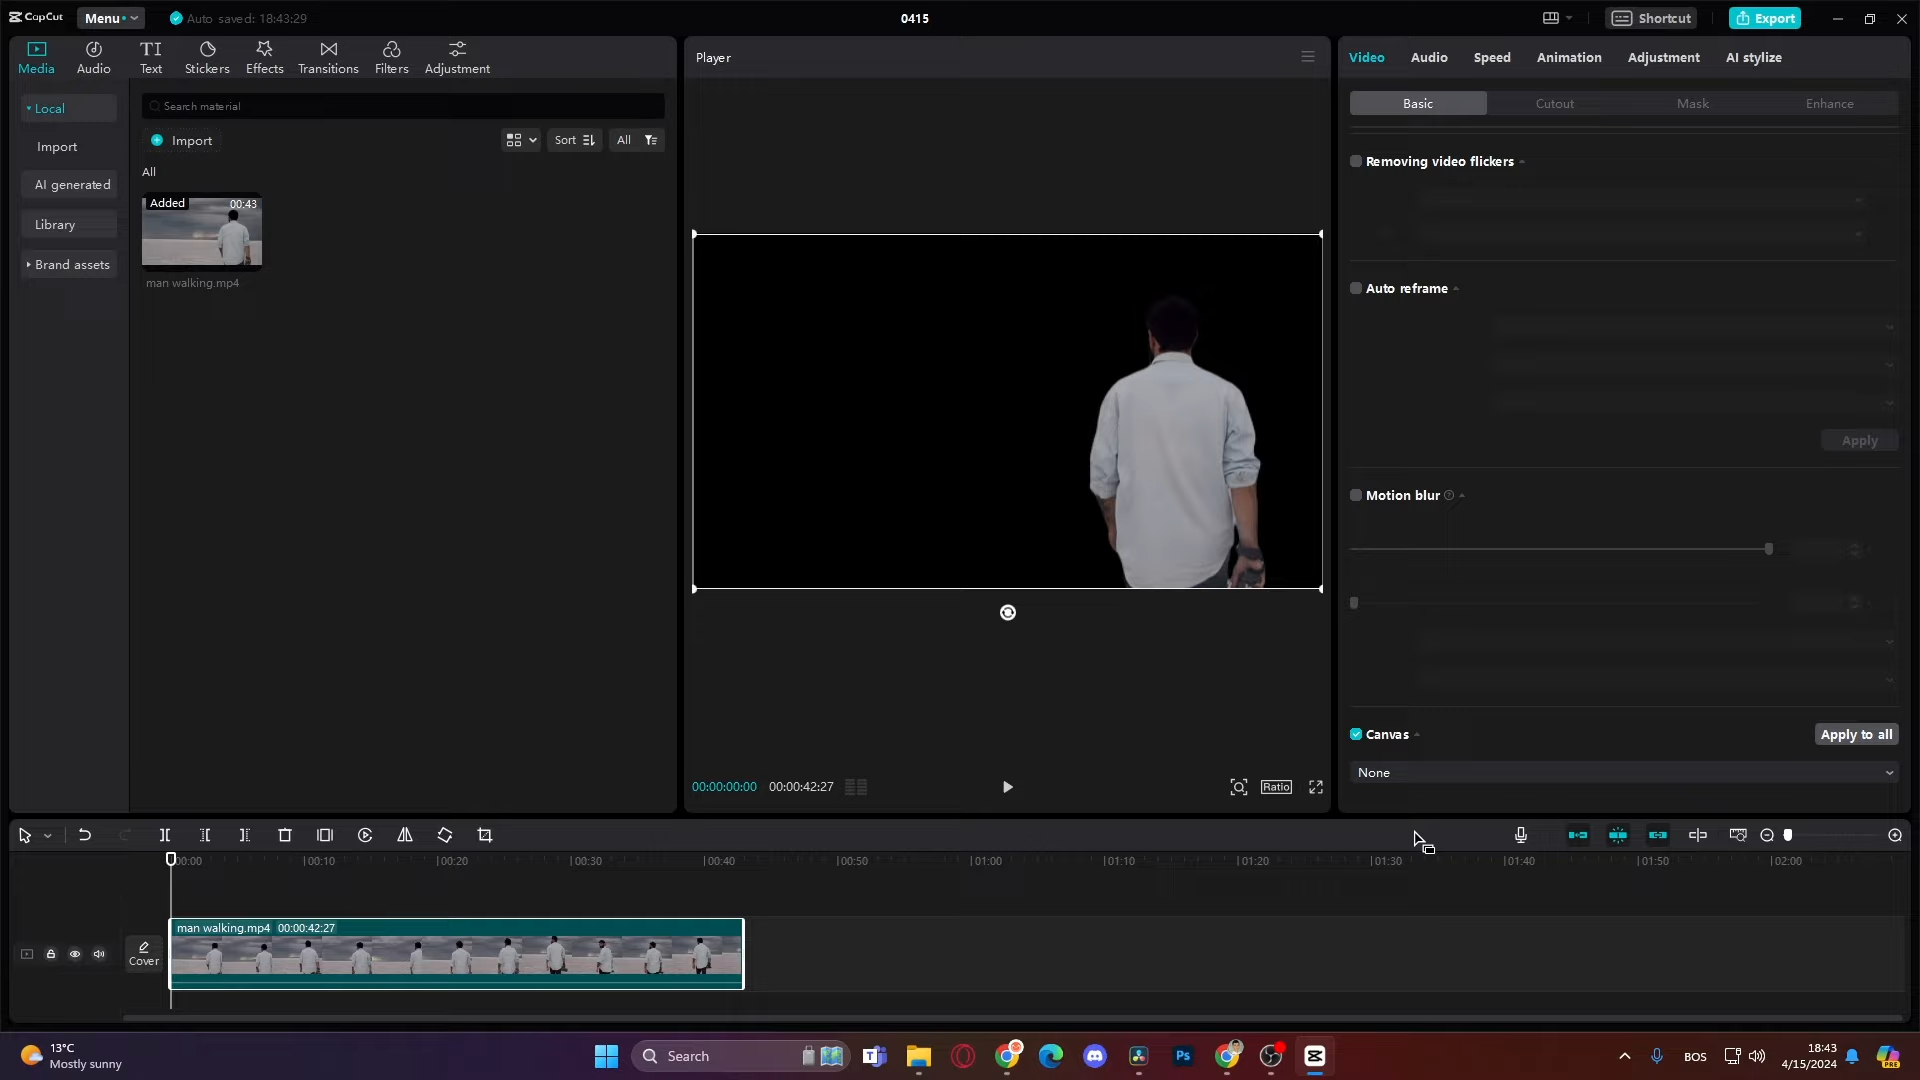 CapCut
Menu
Auto saved: 18:43:29
0415
Shortcut
Export
Media
Audio
Text
Stickers
Effects
Transitions
Filters
Adjustment
Local
Import
AI generated
Library
Brand assets
Search material
Import
Sort
All
All
Added
00:43
man walking.mp4
Player
00:00:00:00
00:00:42:27
Ratio
Video
Audio
Speed
Animation
Adjustment
AI stylize
Basic
Cutout
Mask
Enhance
Removing video flickers
Auto reframe
Apply
Motion blur
Canvas
Apply to all
None
00:00
00:10
00:20
00:30
00:40
00:50
01:00
01:10
01:20
01:30
01:40
01:50
02:00
Cover
man walking.mp4 00:00:42:27
13°C
Mostly sunny
Search
Ps
BOS
18:43
4/15/2024
PRE